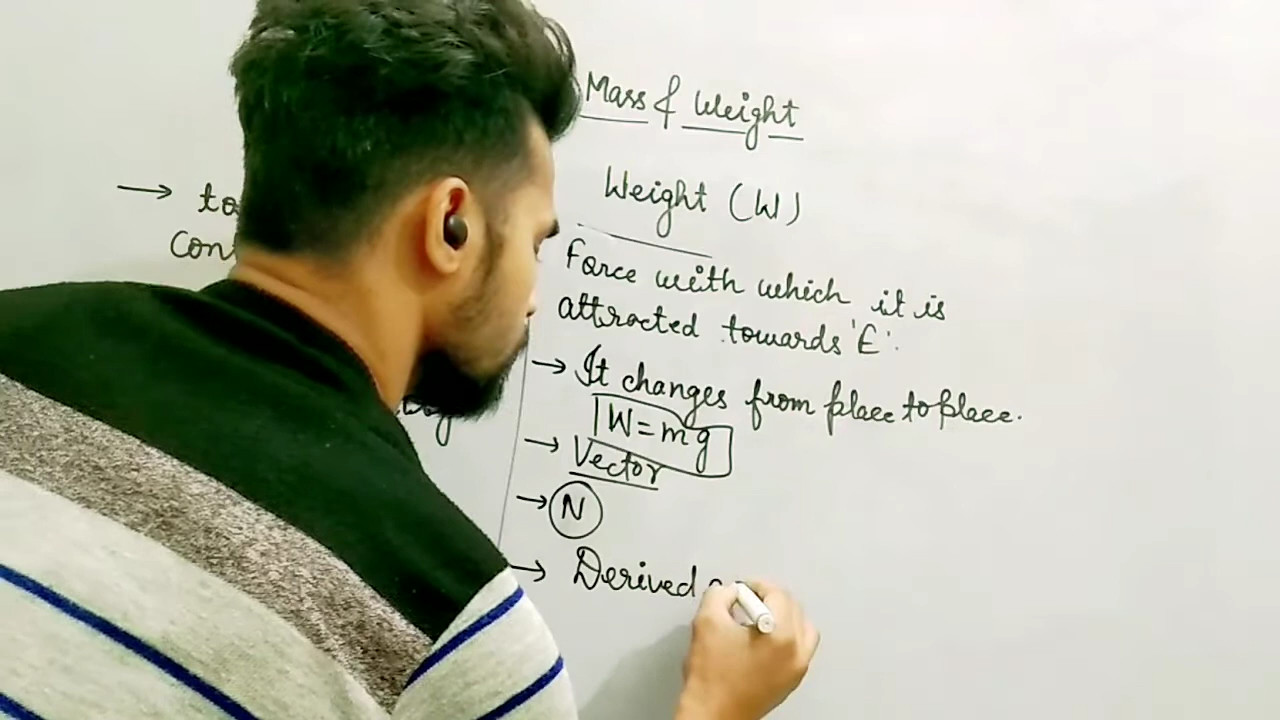 Mass & Weight
→ to
Weight (W)
Force with which it is
attracted towards 'E'.
→ It changes from place to place.
W=mg
→ Vector
→ N
→ Derived